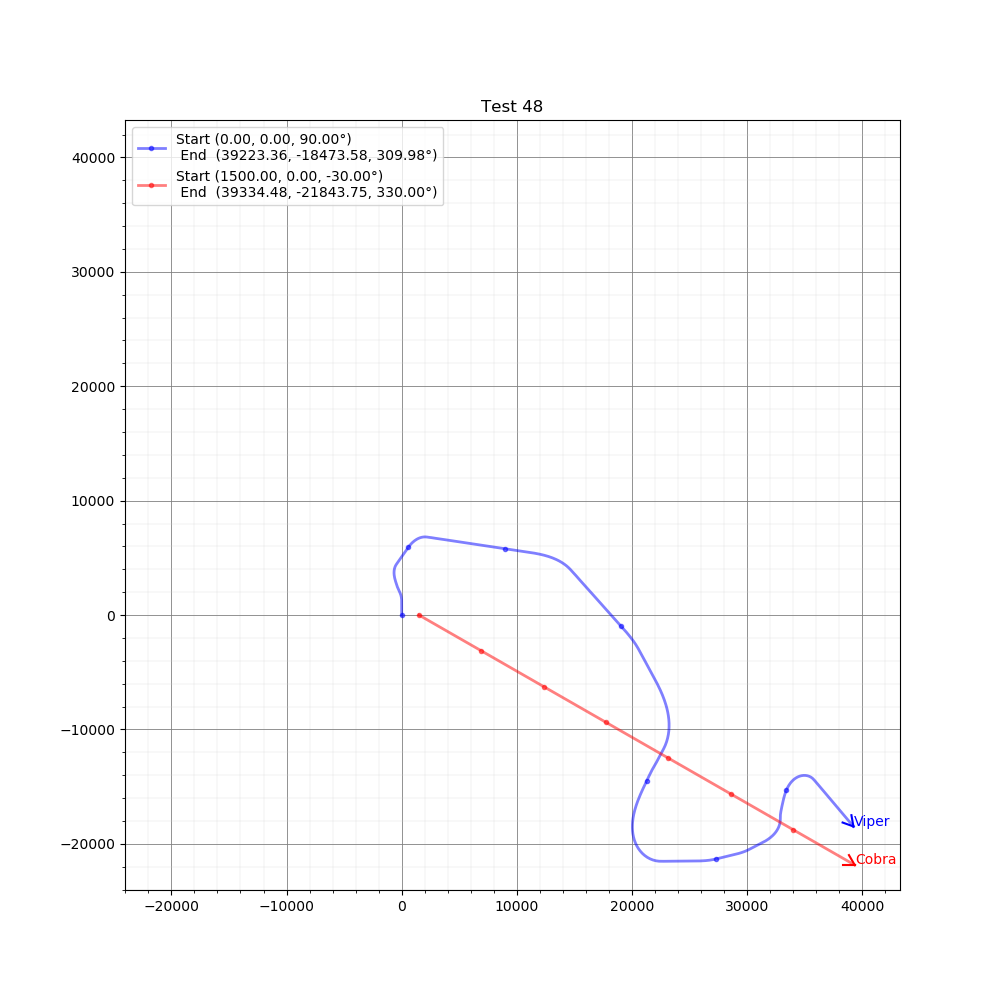 Test 48
Start (0.00, 0.00, 90.00°)
End  (39223.36, -18473.58, 309.98°)
Start (1500.00, 0.00, -30.00°)
End  (39334.48, -21843.75, 330.00°)
40000
30000
20000
10000
0
−10000
−20000
Viper
Cobra
−20000 −10000 0 10000 20000 30000 40000